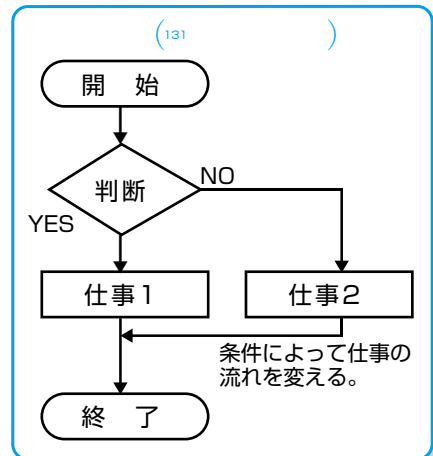 (131 )
開 始
判断
NO
YES
仕事1
仕事2
条件によって仕事の
流れを変える。
終 了